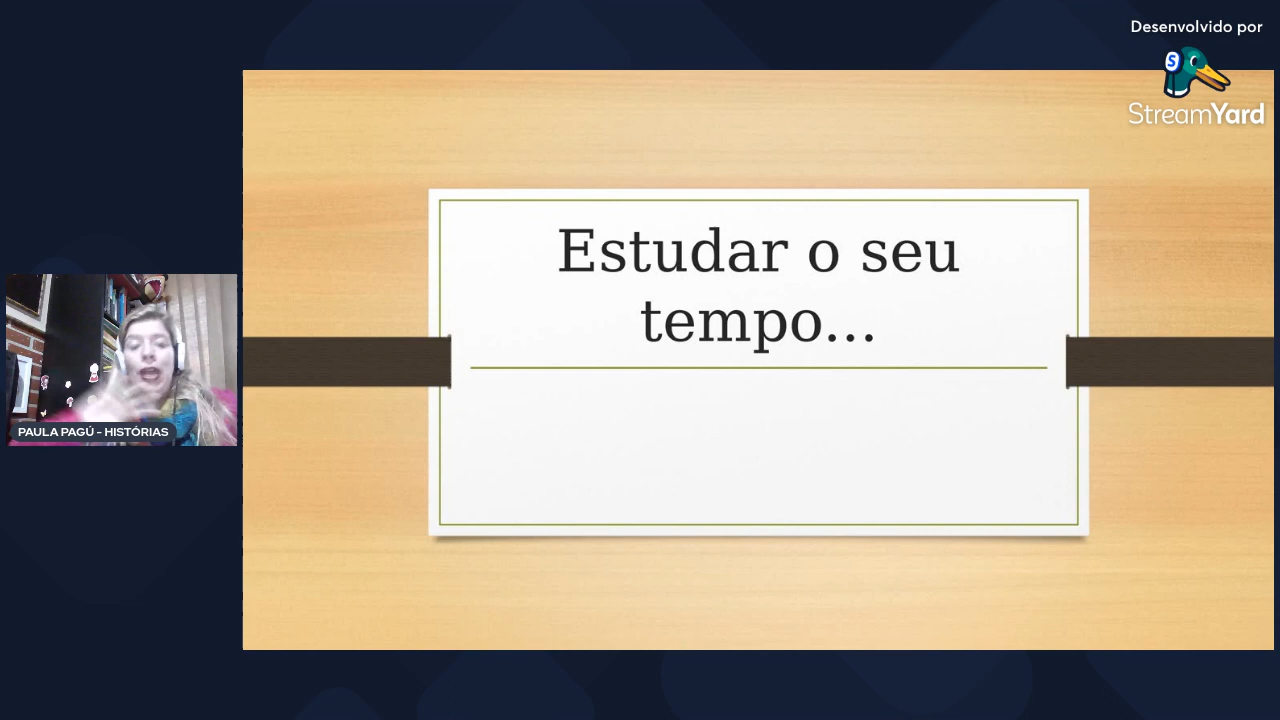 Desenvolvido por
S
StreamYard
Estudar o seu
tempo...
PAULA PAGÚ - HISTÓRIAS